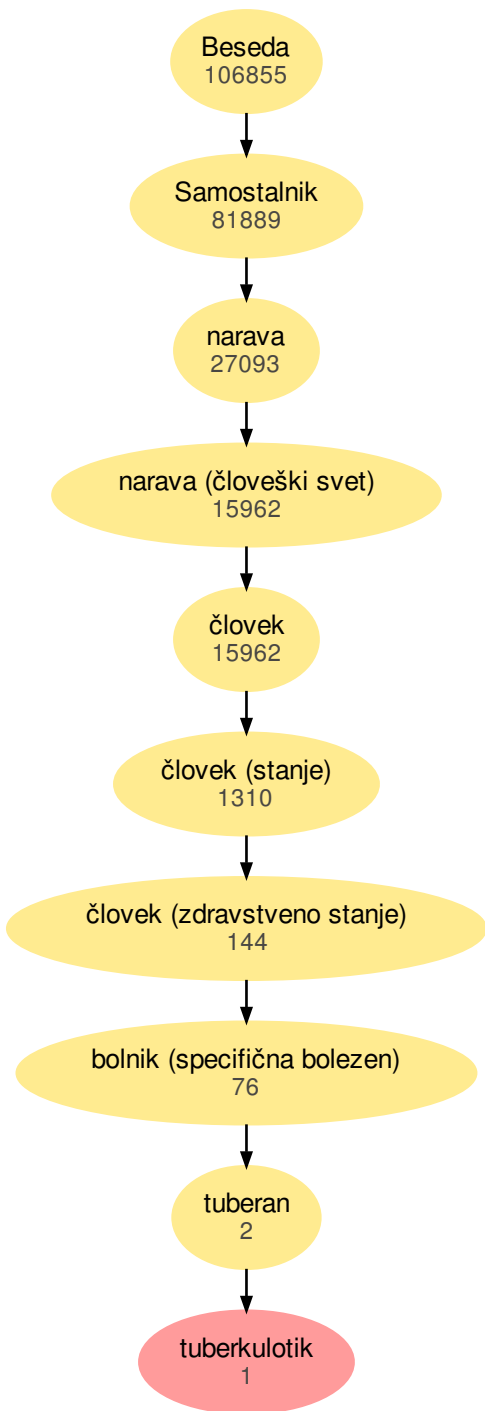 Beseda
106855
Samostalnik
81889
narava
27093
narava (človeški svet)
15962
človek
15962
človek (stanje)
1310
človek (zdravstveno stanje)
144
bolnik (specifična bolezen)
76
tuberan
2
tuberkulotik
1